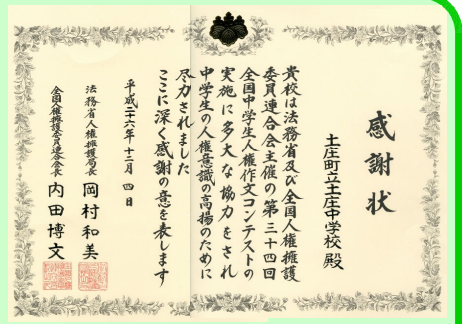 感謝状
土庄町立土庄中学校 殿
貴校は法務省及び全国人権擁護
委員連合会主催の第三十四回
全国中学生人権作文コンテストの
実施に多大な協力をされ
中学生の人権意識の高揚のために
尽力されました
ここに深く感謝の意を表します
平成二十六年十二月 四日
法務省人権擁護局長 岡村和美
全国人権擁護委員連合会長 内田博文